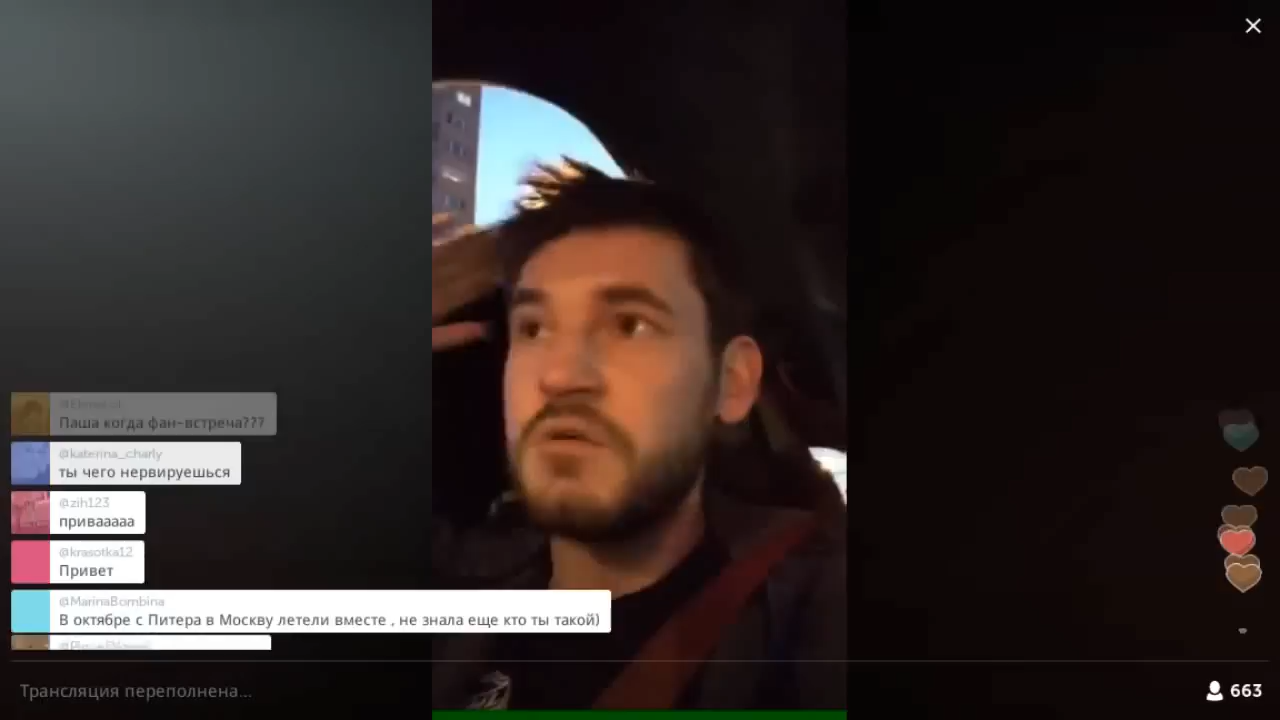 Паша когда фан-встреча???
@katerina_charly
ты чего нервируешься
@zih123
привааааа
@krasotka12
Привет
@MarinaBombina
В октябре с Питера в Москву летели вместе , не знала еще кто ты такой)
Трансляция переполнена...
663